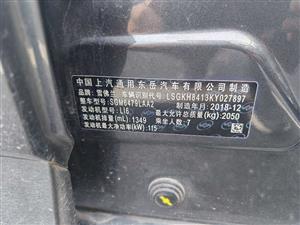 中国上汽通用东岳汽车有限公司制造
品牌:雪佛兰 车辆识别代号:LSGKH8413KY027897
整车型号:SGM6479LAA2 制造年月:2018-12
发动机型号:LI6 最大允许总质量(kg):2050
发动机排量(mL):1349 乘坐人数:7
发动机最大净功率(kW):115